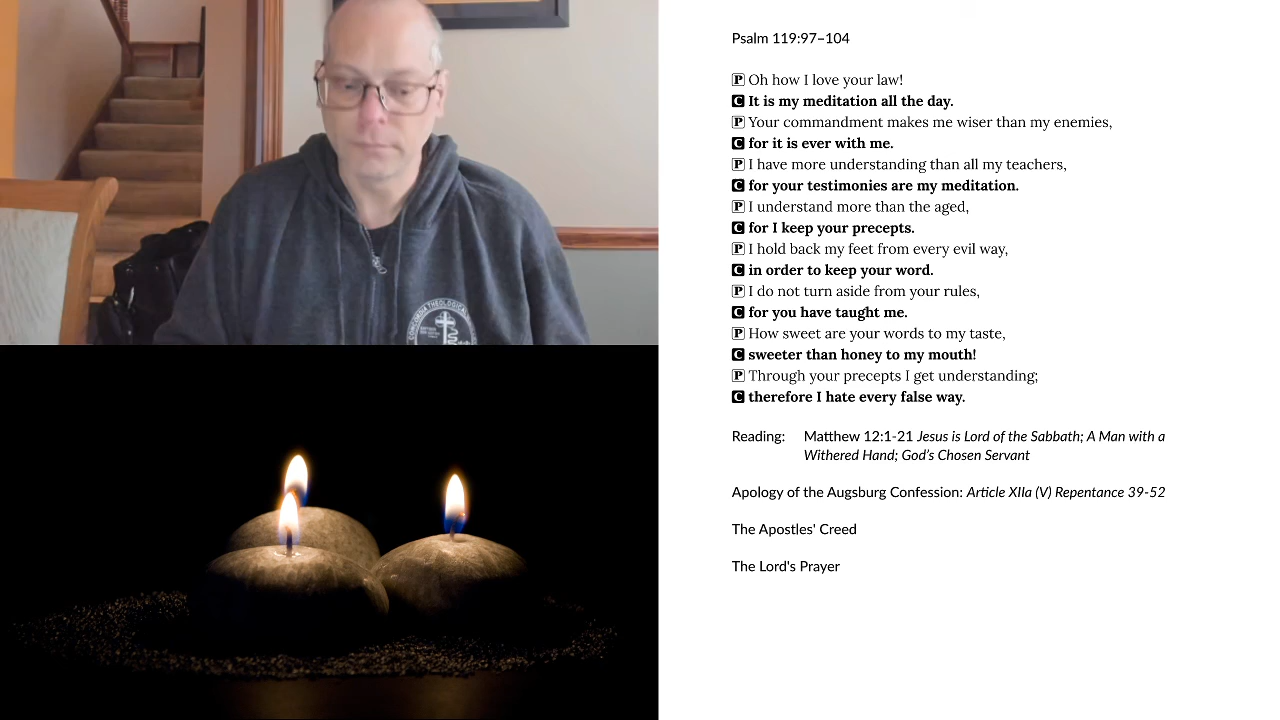 CONCORDIA THEOLOGICAL
Psalm 119:97–104
P Oh how I love your law!
C It is my meditation all the day.
P Your commandment makes me wiser than my enemies,
C for it is ever with me.
P I have more understanding than all my teachers,
C for your testimonies are my meditation.
P I understand more than the aged,
C for I keep your precepts.
P I hold back my feet from every evil way,
C in order to keep your word.
P I do not turn aside from your rules,
C for you have taught me.
P How sweet are your words to my taste,
C sweeter than honey to my mouth!
P Through your precepts I get understanding;
C therefore I hate every false way.
Reading: Matthew 12:1-21 Jesus is Lord of the Sabbath; A Man with a
Withered Hand; God's Chosen Servant
Apology of the Augsburg Confession: Article XIIa (V) Repentance 39-52
The Apostles' Creed
The Lord's Prayer